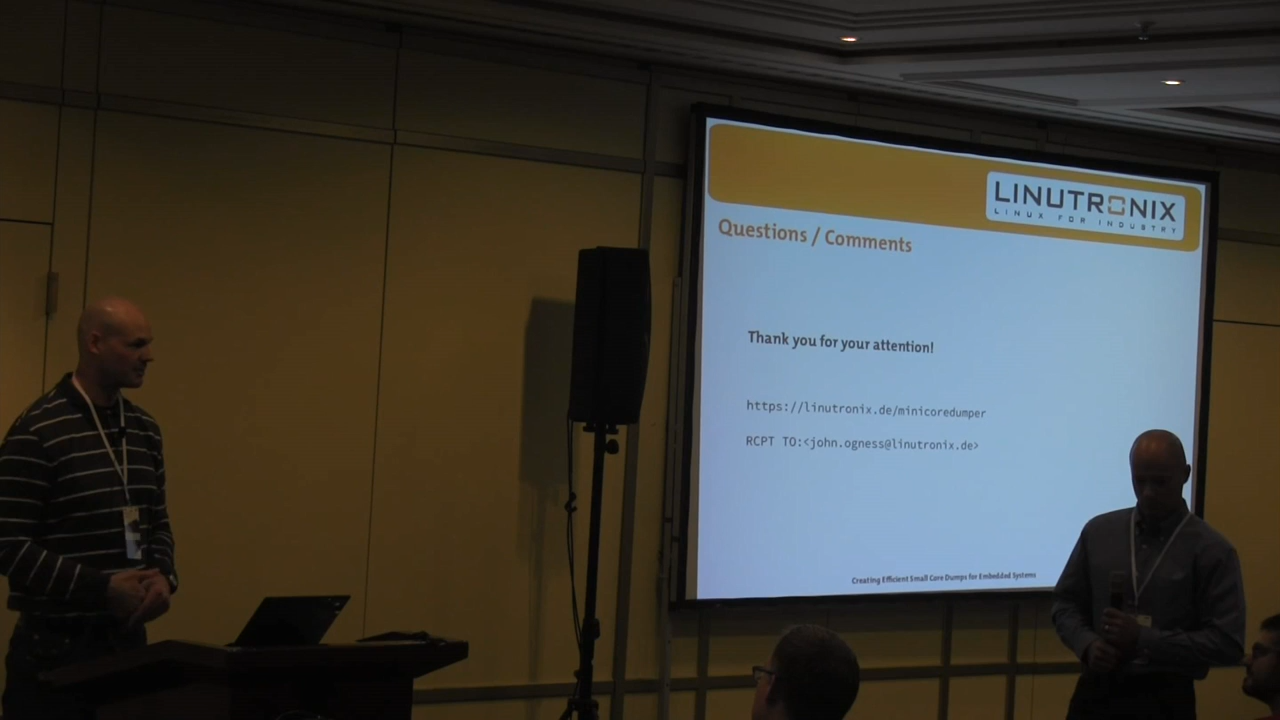 LINUTRONIX
LINUX FOR INDUSTRY
Questions / Comments
Thank you for your attention!
https://linutronix.de/minicoredumper
RCPT TO:<john.ogness@linutronix.de>
Creating Efficient Small Core Dumps for Embedded Systems